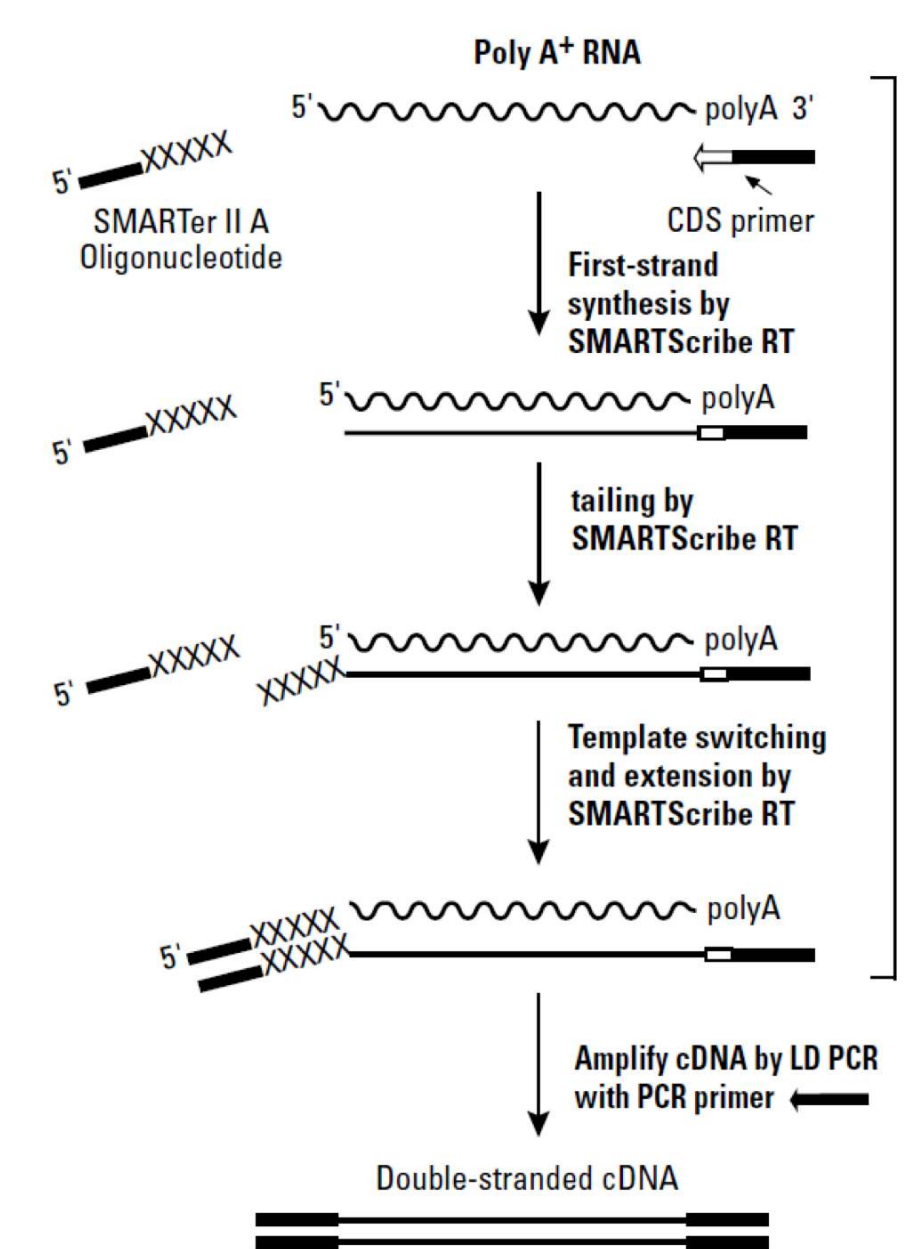 Poly A+ RNA
5' polyA 3'
5' XXXXX
SMARTer II A
Oligonucleotide
CDS primer
First-strand
synthesis by
SMARTScribe RT
5' polyA
5' XXXXX
tailing by
SMARTScribe RT
5' polyA
5' XXXXX XXXXX
Template switching
and extension by
SMARTScribe RT
polyA
5' XXXXX
XXXXX
Amplify cDNA by LD PCR
with PCR primer
Double-stranded cDNA